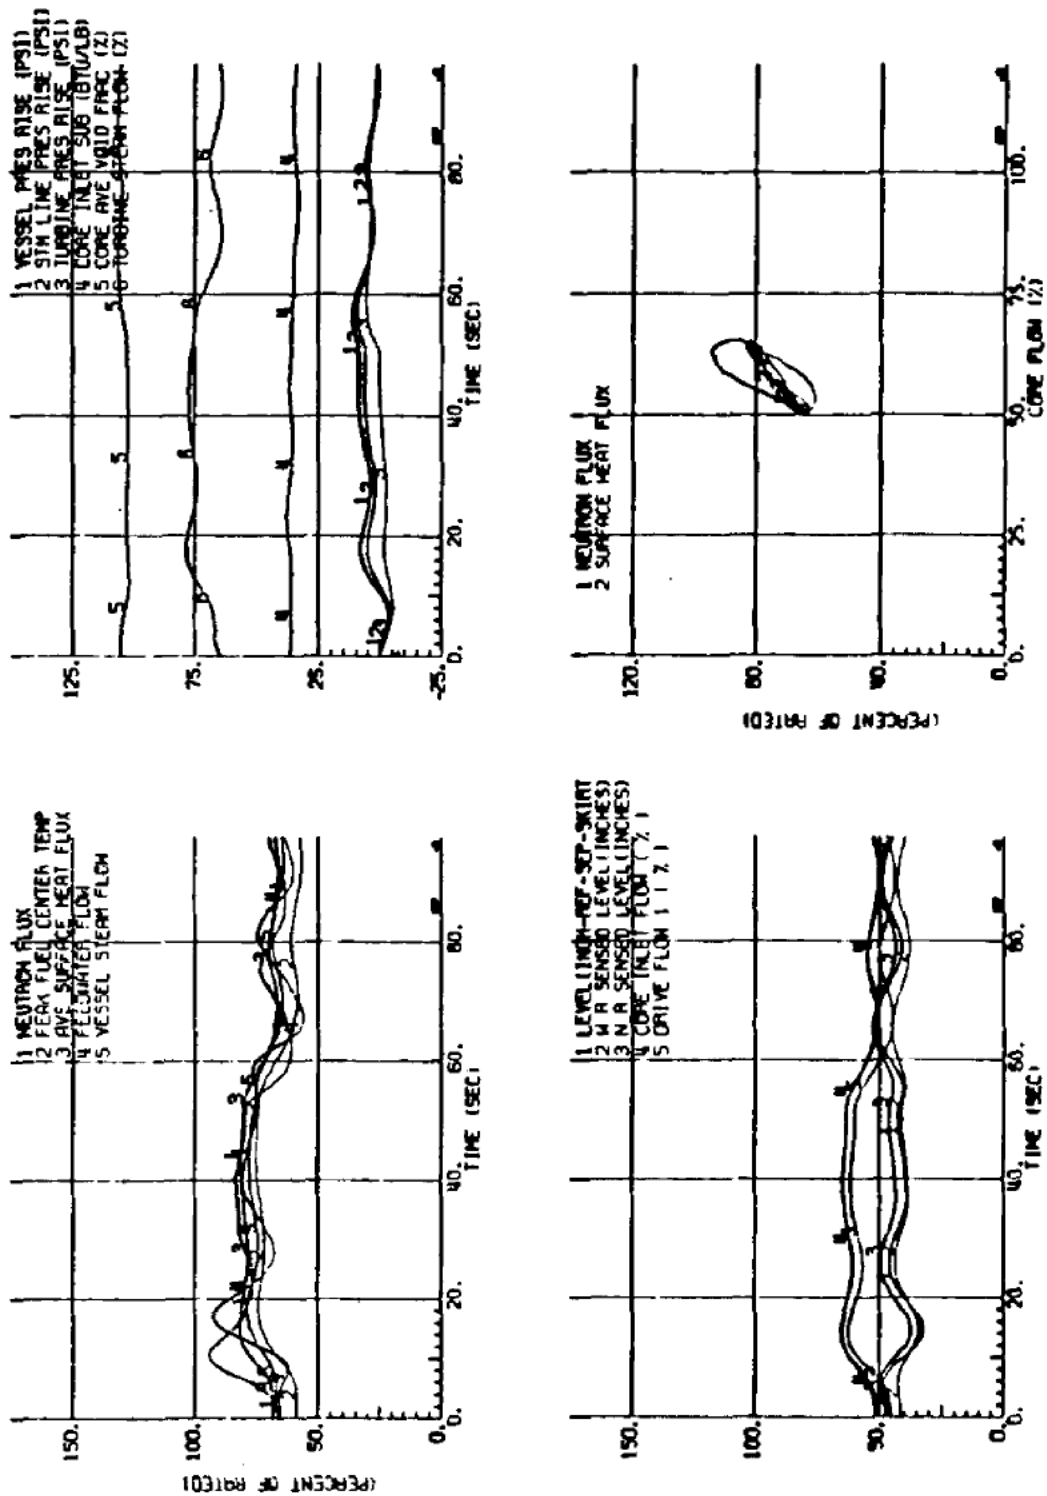 1 NEUTRON FLUX
2 PEAK FUEL CENTER TEMP
3 AVE SURFACE HEAT FLUX
4 FEEDWATER FLOW
5 VESSEL STEAM FLOW
150.
100.
50.
0.
(PERCENT OF RATED)
0.
20.
40.
60.
80.
TIME (SEC)
1 VESSEL PRES RISE (PSI)
2 STM LINE PRES RISE (PSI)
3 TURBINE PRES RISE (PSI)
4 CORE INLET SUB (BTU/LB)
5 CORE AVE VOID FRAC (%)
6 TURBINE STEAM FLOW (%)
125.
75.
25.
-25.
0.
20.
40.
60.
80.
TIME (SEC)
1 LEVEL(INCH-REF-SEP-SKIRT
2 W R SENSED LEVEL(INCHES)
3 N R SENSED LEVEL(INCHES)
4 CORE INLET FLOW (%)
5 DRIVE FLOW 1 (%)
150.
100.
50.
0.
0.
20.
40.
60.
80.
TIME (SEC)
1 NEUTRON FLUX
2 SURFACE HEAT FLUX
120.
80.
40.
0.
(PERCENT OF RATED)
0.
25.
50.
75.
100.
CORE FLOW (%)